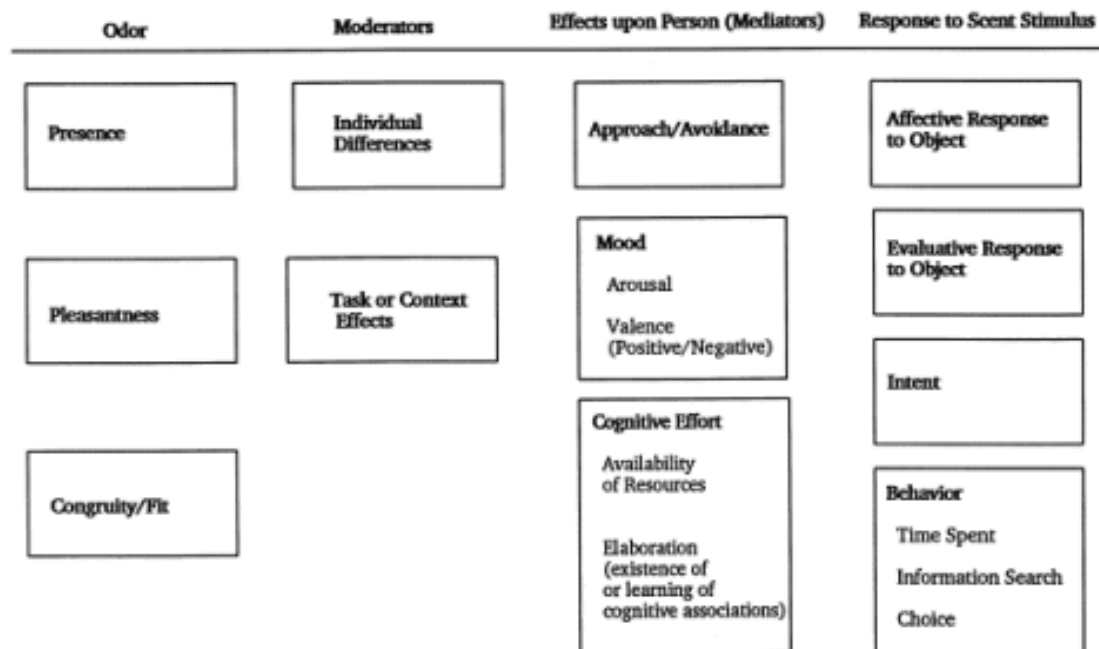 Odor
Moderators
Effects upon Person (Mediators)
Response to Scent Stimulus
Presence
Pleasantness
Congruity/Fit
Individual
Differences
Task or Context
Effects
Approach/Avoidance
Mood
Arousal
Valence
(Positive/Negative)
Cognitive Effort
Availability
of Resources
Elaboration
(existence of
or learning of
cognitive associations)
Affective Response
to Object
Evaluative Response
to Object
Intent
Behavior
Time Spent
Information Search
Choice